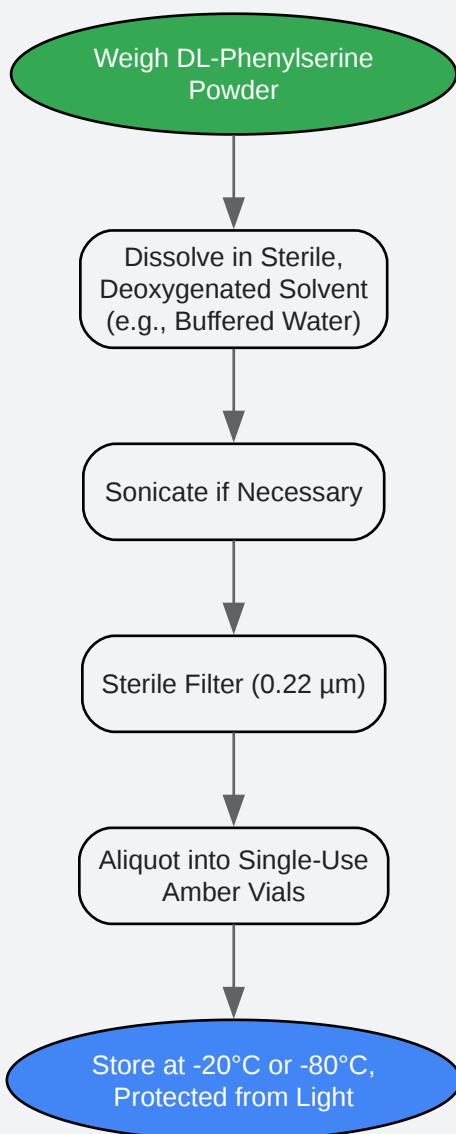 Weigh DL-Phenylserine
Powder
Dissolve in Sterile,
Deoxygenated Solvent
(e.g., Buffered Water)
Sonicate if Necessary
Sterile Filter (0.22 µm)
Aliquot into Single-Use
Amber Vials
Store at -20°C or -80°C,
Protected from Light